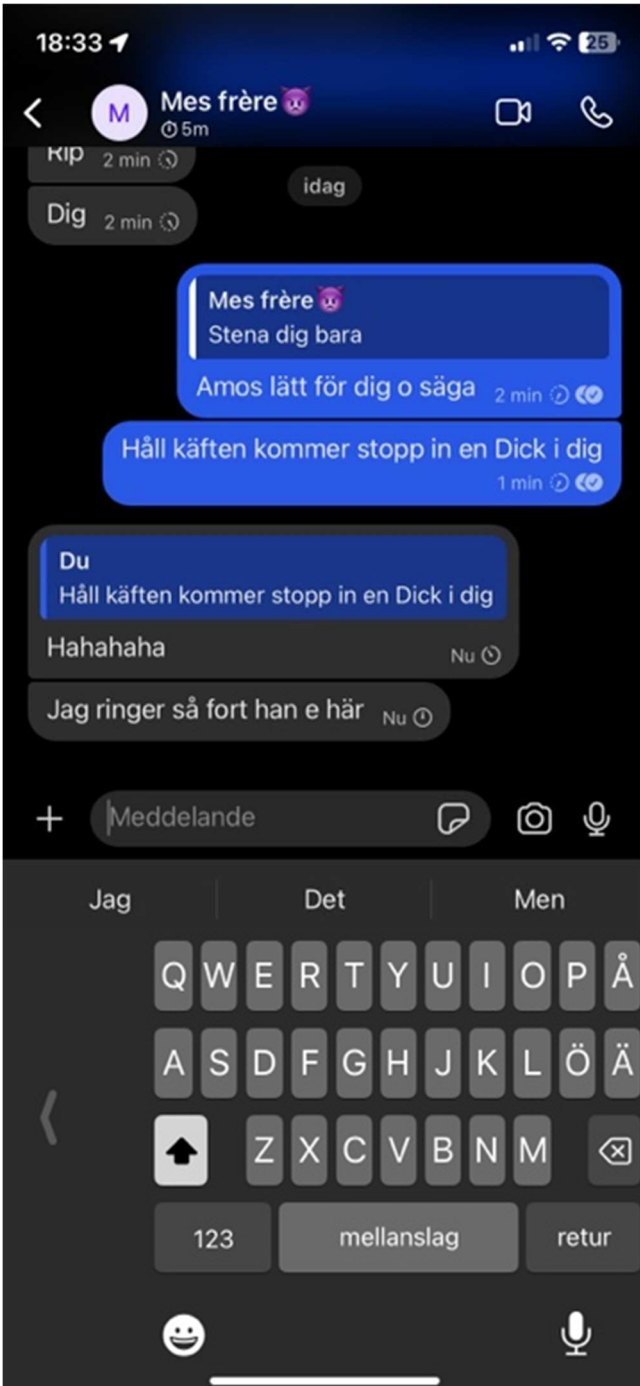 18:33
25
M
Mes frère😈
5m
Rip 2 min
idag
Dig 2 min
Mes frère😈
Stena dig bara
Amos lätt för dig o säga 2 min
Håll käften kommer stopp in en Dick i dig
1 min
Du
Håll käften kommer stopp in en Dick i dig
Hahahaha Nu
Jag ringer så fort han e här Nu
Meddelande
Jag Det Men
Q W E R T Y U I O P Å
A S D F G H J K L Ö Ä
Z X C V B N M
123 mellanslag retur